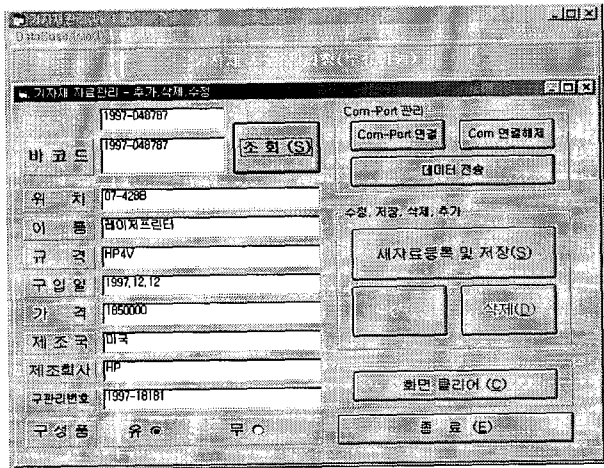 기자재 자료관리 - 추가,삭제,수정
1997-048787
바 코 드
1997-048787
조 회 (S)
Com-Port 관리
Com-Port 연결
Com 연결해제
데이터 전송
위 치
07-428B
이 름
레이저프린터
규 격
HP4V
구 입 일
1997.12.12
가 격
1850000
제 조 국
미국
제조회사
HP
구관리번호
1997-18181
구성 품
유
무
수정, 저장, 삭제, 추가
새자료등록 및 저장(S)
삭제(D)
화면 클리어 (C)
종 료 (E)